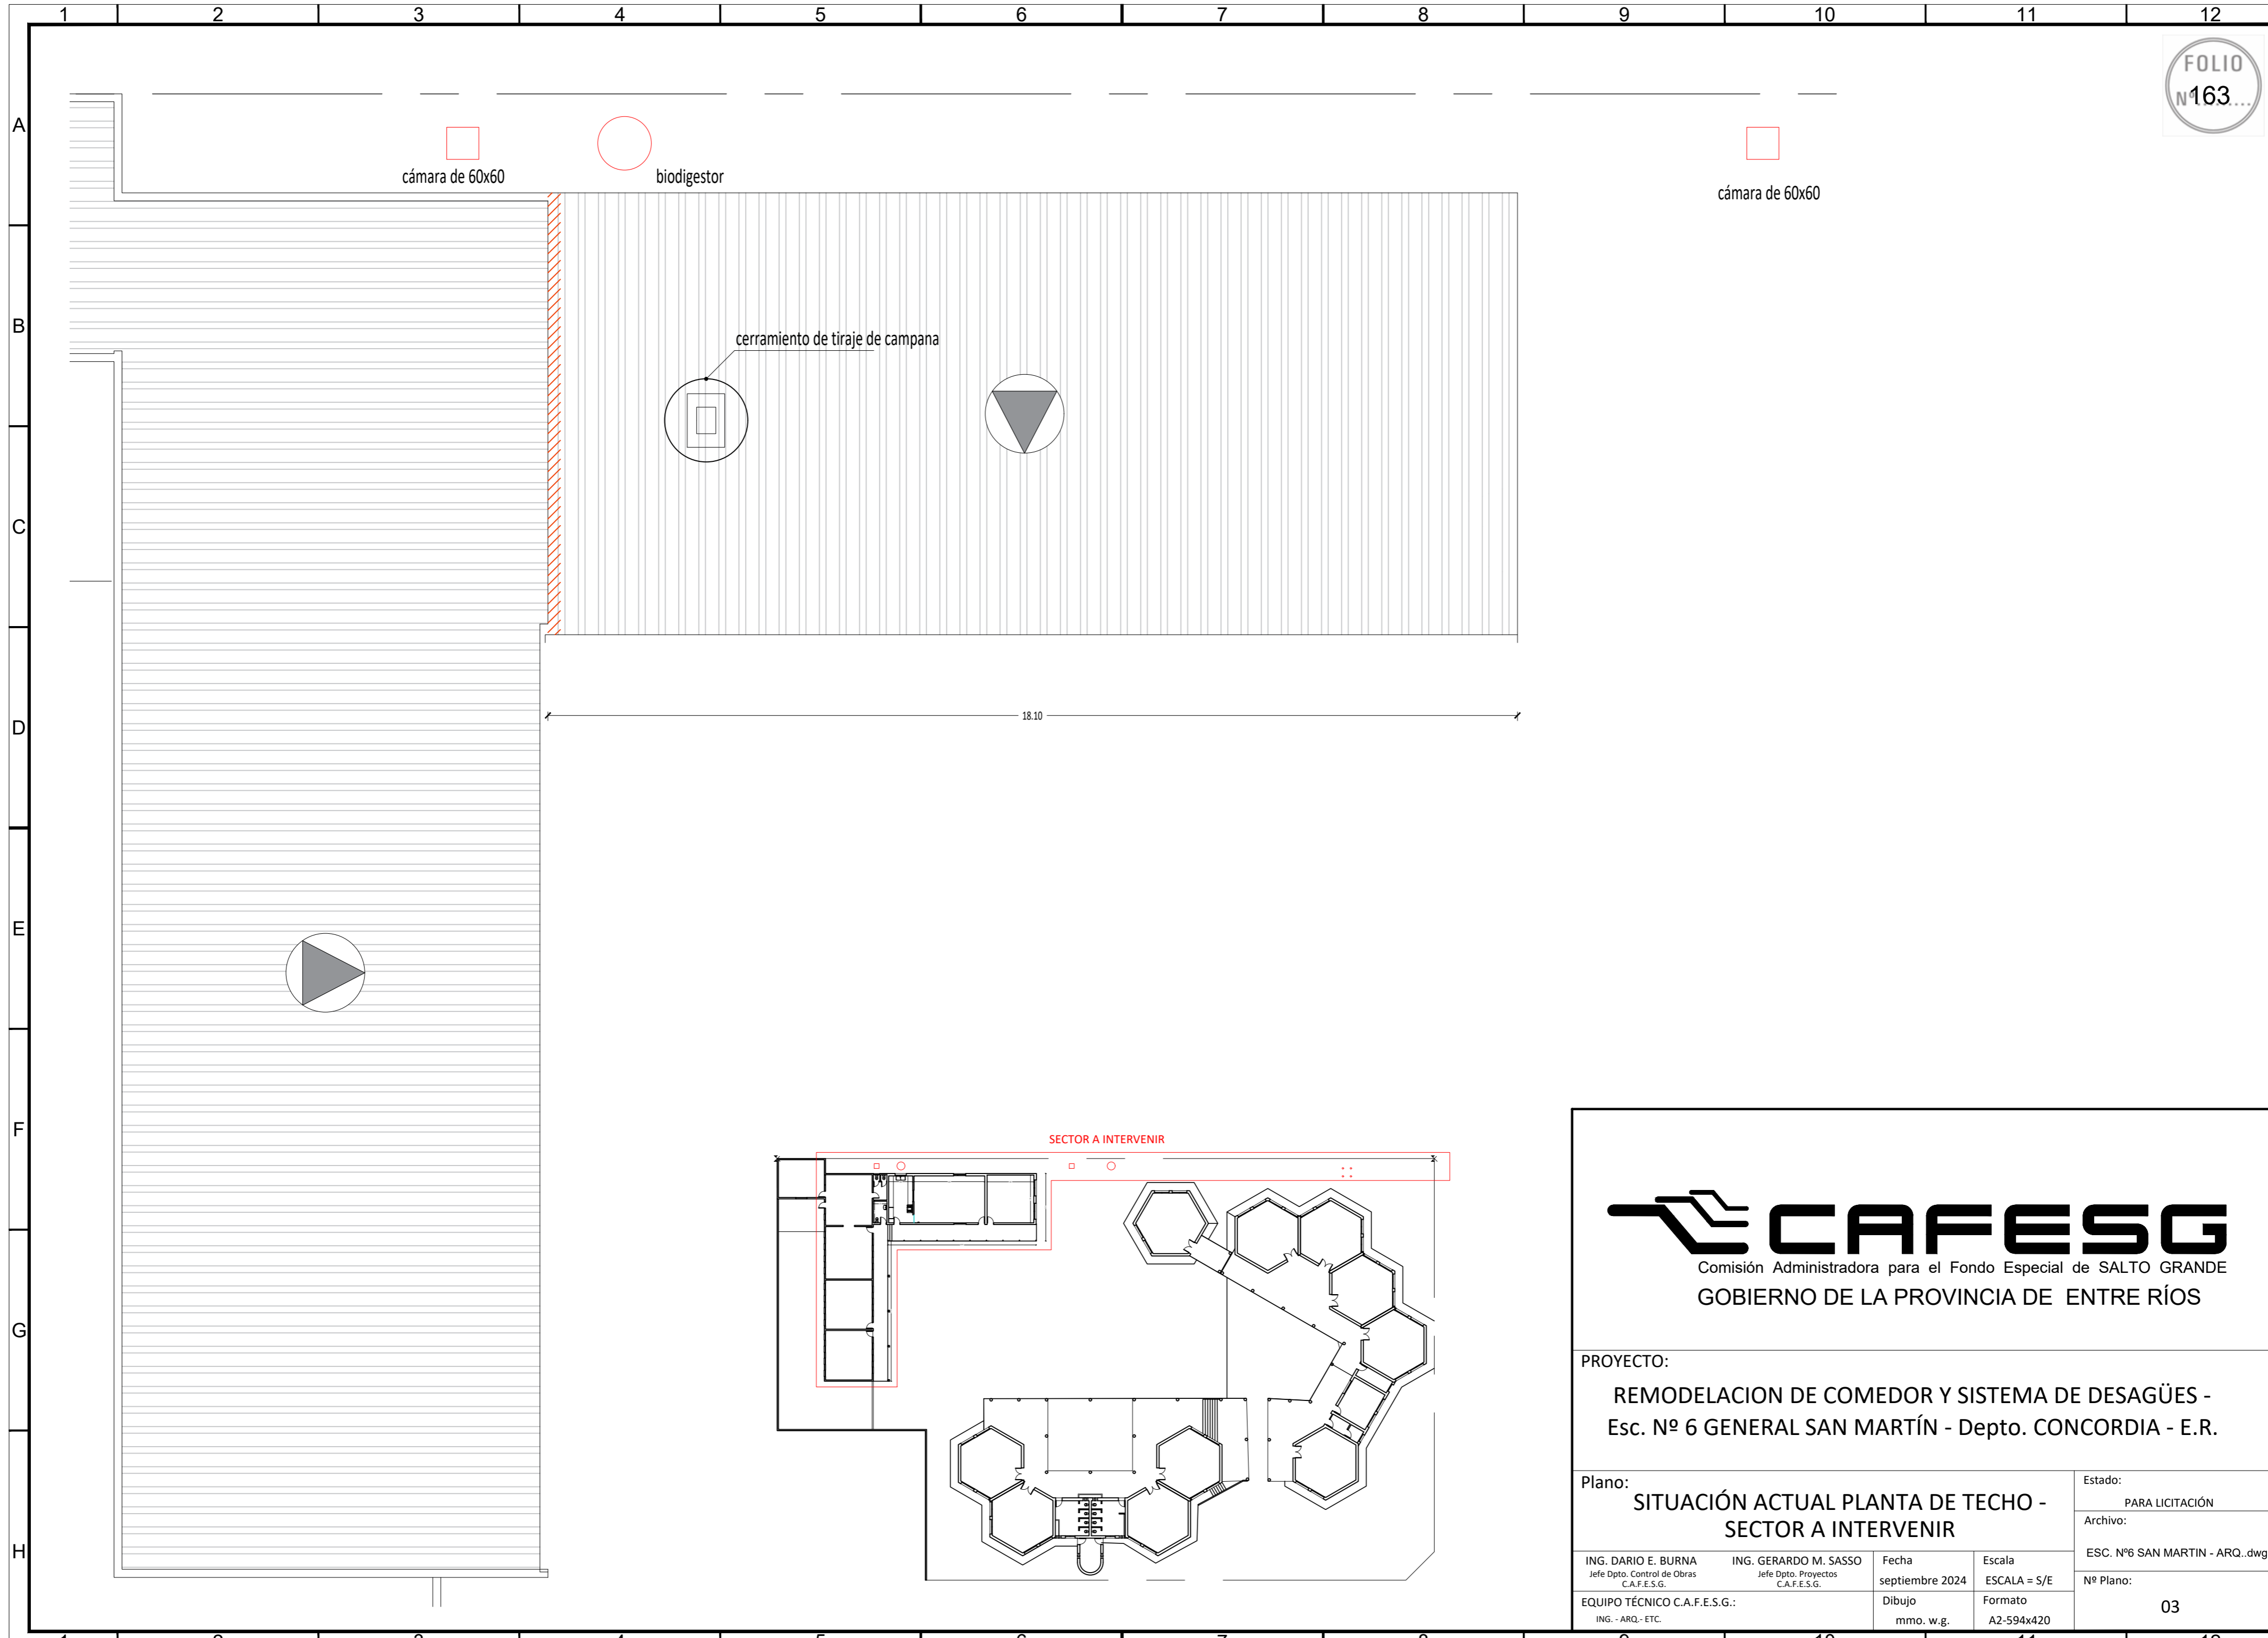 1 2 3 4 5 6 7 8 9 10 11 12
FOLIO
Nº 163
A
B
C
D
E
F
G
H
cámara de 60x60
biodigestor
cámara de 60x60
cerramiento de tiraje de campana
18.10
SECTOR A INTERVENIR
CAFESG
Comisión Administradora para el Fondo Especial de SALTO GRANDE
GOBIERNO DE LA PROVINCIA DE ENTRE RÍOS
PROYECTO:
REMODELACION DE COMEDOR Y SISTEMA DE DESAGÜES -
Esc. Nº 6 GENERAL SAN MARTÍN - Depto. CONCORDIA - E.R.
Plano:
SITUACIÓN ACTUAL PLANTA DE TECHO -
SECTOR A INTERVENIR
Estado:
PARA LICITACIÓN
Archivo:
ESC. Nº6 SAN MARTIN - ARQ..dwg
Nº Plano:
03
ING. DARIO E. BURNA
Jefe Dpto. Control de Obras
C.A.F.E.S.G.
ING. GERARDO M. SASSO
Jefe Dpto. Proyectos
C.A.F.E.S.G.
Fecha
septiembre 2024
Escala
ESCALA = S/E
EQUIPO TÉCNICO C.A.F.E.S.G.:
ING. - ARQ.- ETC.
Dibujo
mmo. w.g.
Formato
A2-594x420